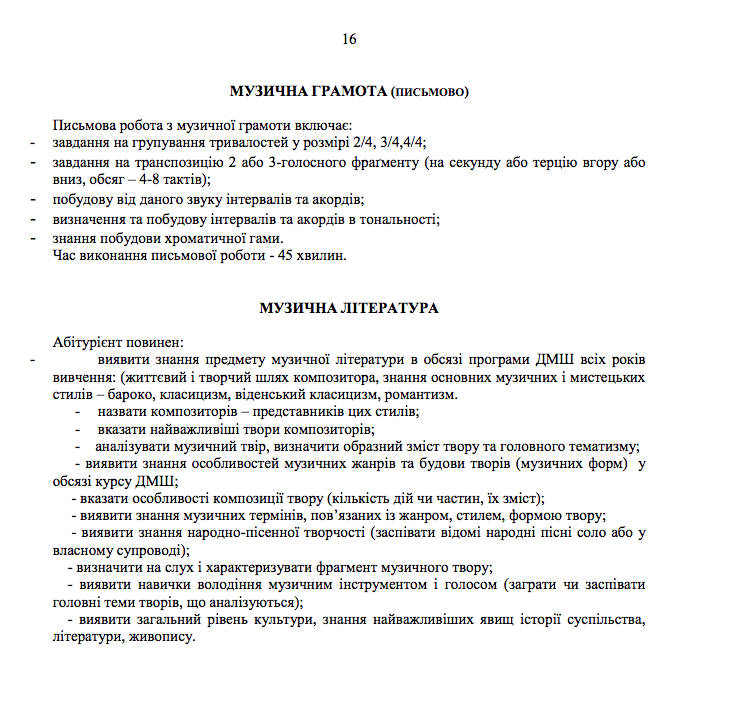 16
МУЗИЧНА ГРАМОТА (ПИСЬМОВО)
Письмова робота з музичної грамоти включає:
- завдання на групування тривалостей у розмірі 2/4, 3/4,4/4;
- завдання на транспозицію 2 або 3-голосного фраґменту (на секунду або терцію вгору або
вниз, обсяг – 4-8 тактів);
- побудову від даного звуку інтервалів та акордів;
- визначення та побудову інтервалів та акордів в тональності;
- знання побудови хроматичної гами.
Час виконання письмової роботи - 45 хвилин.
МУЗИЧНА ЛІТЕРАТУРА
Абітурієнт повинен:
- виявити знання предмету музичної літератури в обсязі програми ДМШ всіх років
вивчення: (життєвий і творчий шлях композитора, знання основних музичних і мистецьких
стилів – бароко, класицизм, віденський класицизм, романтизм.
- назвати композиторів – представників цих стилів;
- вказати найважливіші твори композиторів;
- аналізувати музичний твір, визначити образний зміст твору та головного тематизму;
- виявити знання особливостей музичних жанрів та будови творів (музичних форм) у
обсязі курсу ДМШ;
- вказати особливості композиції твору (кількість дій чи частин, їх зміст);
- виявити знання музичних термінів, пов’язаних із жанром, стилем, формою твору;
- виявити знання народно-пісенної творчості (заспівати відомі народні пісні соло або у
власному супроводі);
- визначити на слух і характеризувати фрагмент музичного твору;
- виявити навички володіння музичним інструментом і голосом (заграти чи заспівати
головні теми творів, що аналізуються);
- виявити загальний рівень культури, знання найважливіших явищ історії суспільства,
літератури, живопису.